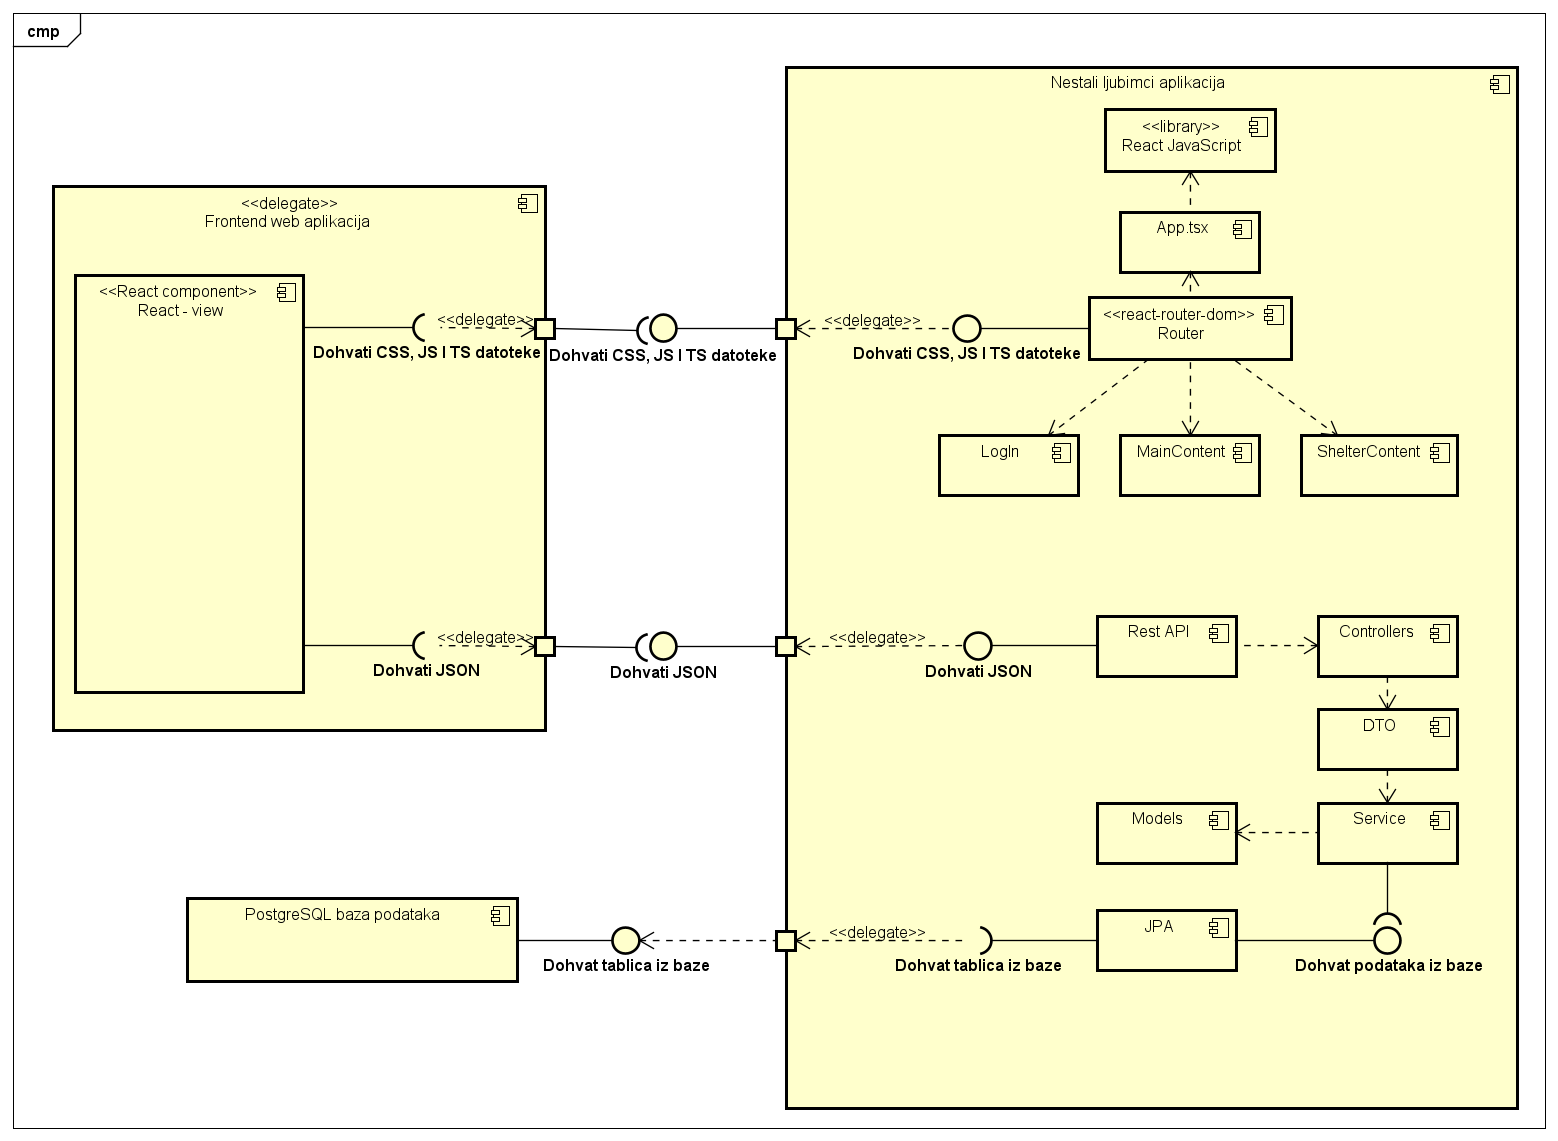 cmp
Nestali ljubimci aplikacija
<<library>>
React JavaScript
App.tsx
<<react-router-dom>>
Router
LogIn
MainContent
ShelterContent
<<delegate>>
Frontend web aplikacija
<<React component>>
React - view
<<delegate>>
Dohvati CSS, JS I TS datoteke
Dohvati CSS, JS I TS datoteke
<<delegate>>
Dohvati CSS, JS I TS datoteke
<<delegate>>
Dohvati JSON
Dohvati JSON
<<delegate>>
Dohvati JSON
Rest API
Controllers
DTO
Models
Service
PostgreSQL baza podataka
Dohvat tablica iz baze
<<delegate>>
Dohvat tablica iz baze
JPA
Dohvat podataka iz baze